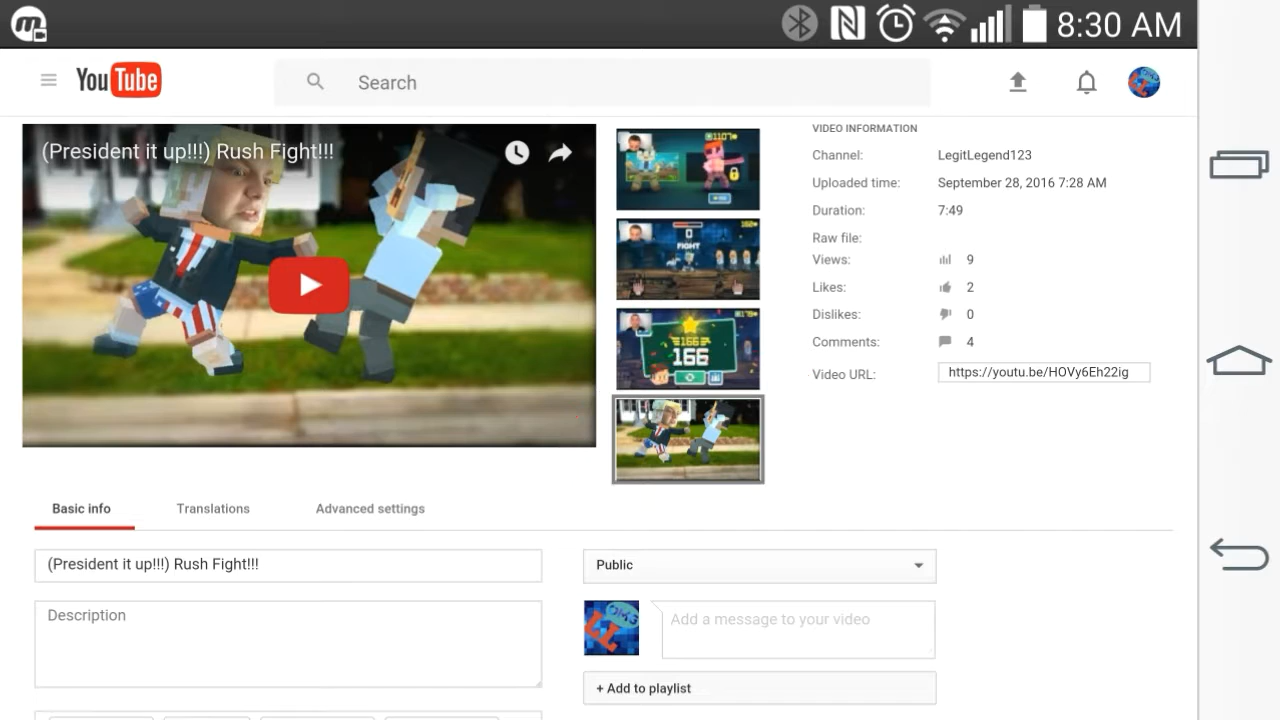 8:30 AM
YouTube
Search
(President it up!!!) Rush Fight!!!
FIGHT
166
166
VIDEO INFORMATION
Channel: LegitLegend123
Uploaded time: September 28, 2016 7:28 AM
Duration: 7:49
Raw file:
Views: 9
Likes: 2
Dislikes: 0
Comments: 4
Video URL: https://youtu.be/HOVy6Eh22ig
Basic info Translations Advanced settings
(President it up!!!) Rush Fight!!!
Public
Description
OMG
LL
Add a message to your video
+ Add to playlist